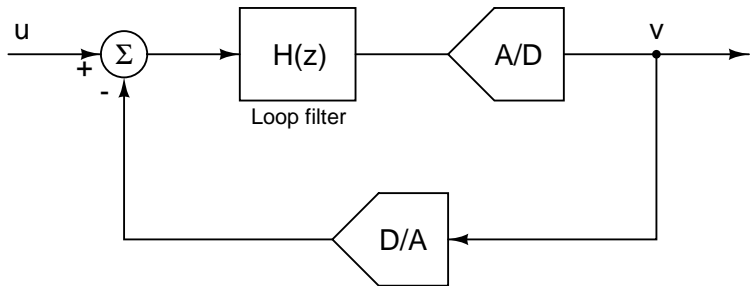 u
v
Σ
+
-
H(z)
A/D
Loop filter
D/A